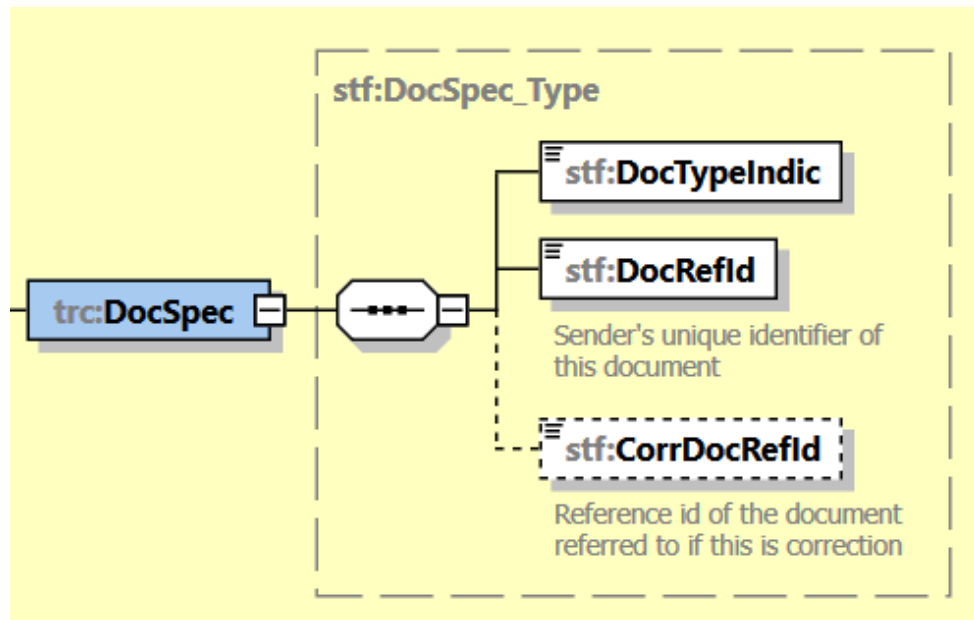 stf:DocSpec_Type
stf:DocTypeIndic
stf:DocRefId
Sender's unique identifier of
this document
trc:DocSpec
stf:CorrDocRefId
Reference id of the document
referred to if this is correction